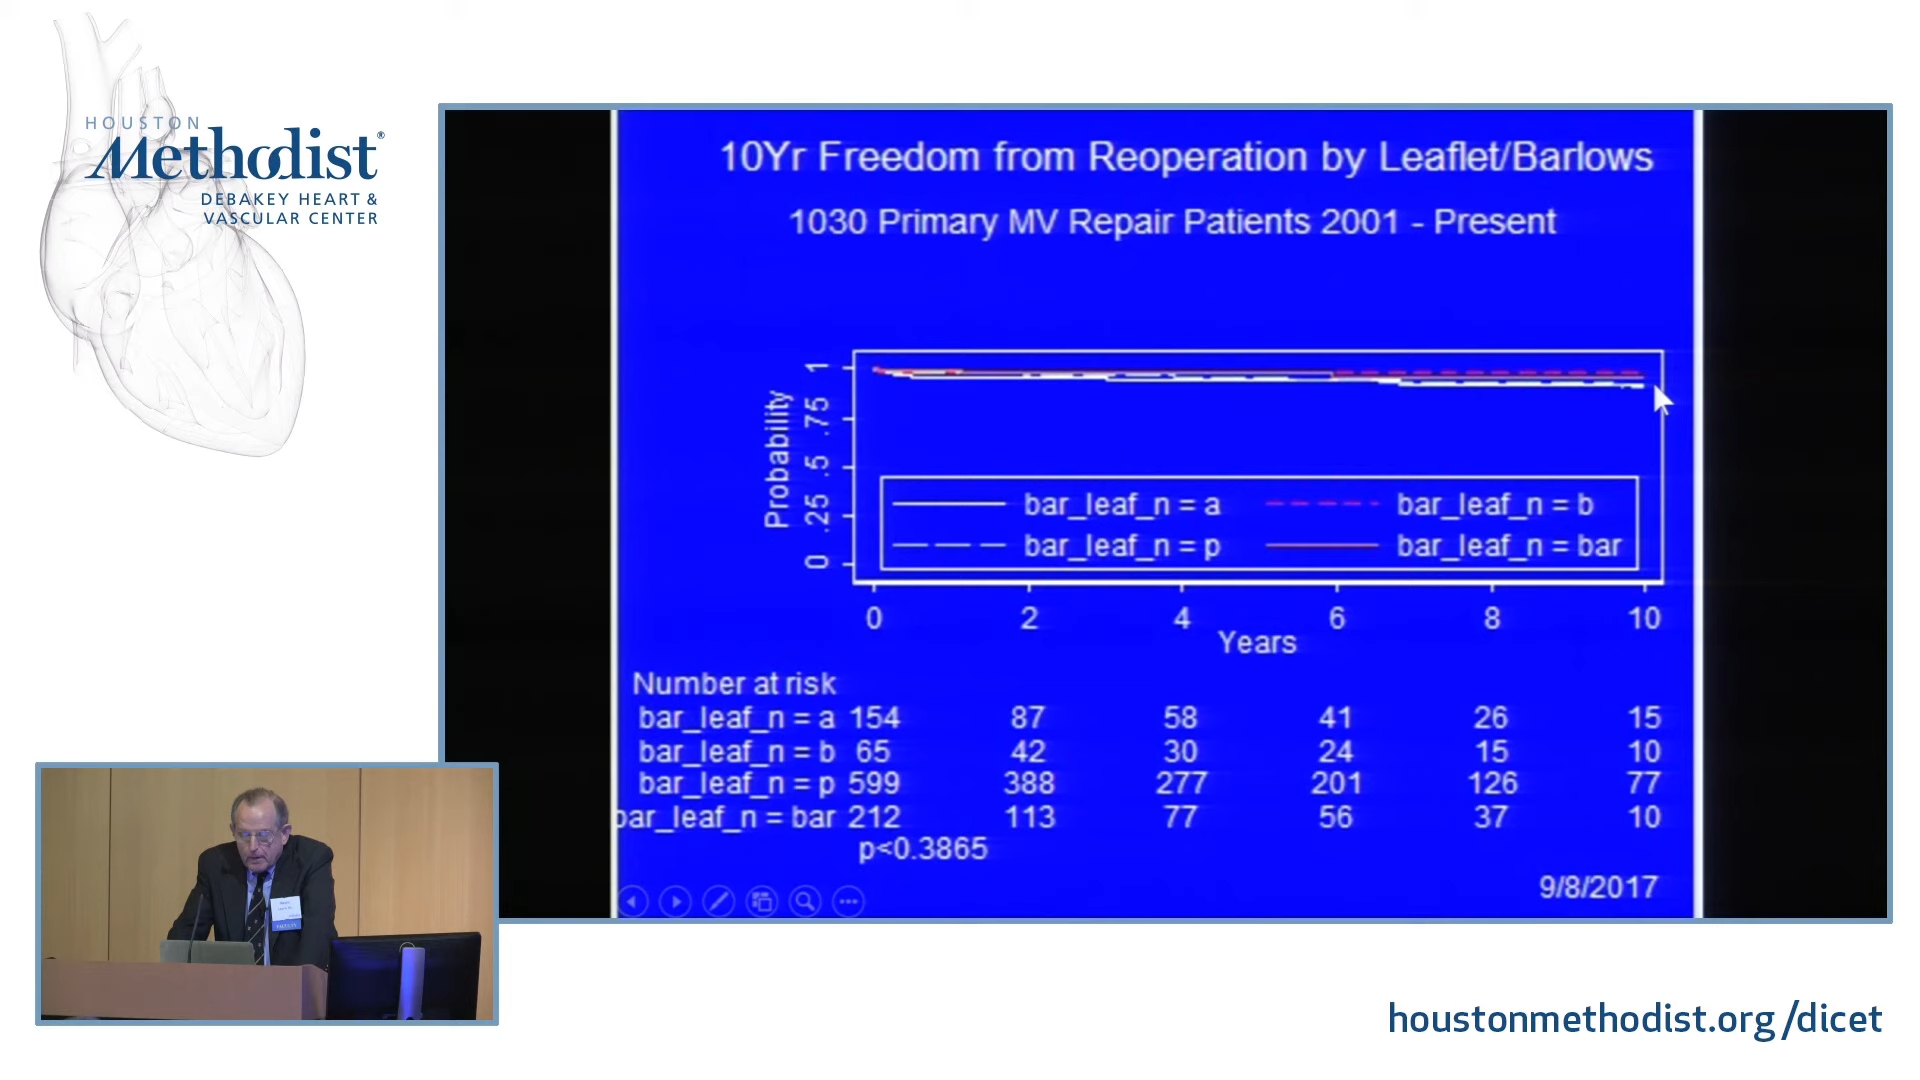 HOUSTON
Methodist®
DEBAKEY HEART &
VASCULAR CENTER
10Yr Freedom from Reoperation by Leaflet/Barlows
1030 Primary MV Repair Patients 2001 - Present
Probability
1
.75
.5
.25
0
bar_leaf_n = a
bar_leaf_n = b
bar_leaf_n = p
bar_leaf_n = bar
0 2 4 6 8 10
Years
Number at risk
bar_leaf_n = a 154 87 58 41 26 15
bar_leaf_n = b 65 42 30 24 15 10
bar_leaf_n = p 599 388 277 201 126 77
bar_leaf_n = bar 212 113 77 56 37 10
p<0.3865
9/8/2017
FACULTY
houstonmethodist.org/dicet